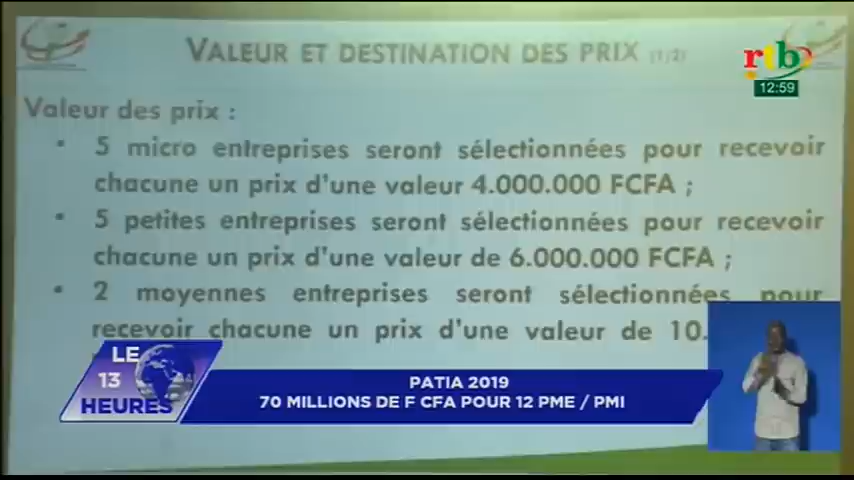 VALEUR ET DESTINATION DES PRIX (1/2)
rtb
12:59
Valeur des prix :
• 5 micro entreprises seront sélectionnées pour recevoir
chacune un prix d'une valeur 4.000.000 FCFA ;
• 5 petites entreprises seront sélectionnées pour recevoir
chacune un prix d'une valeur de 6.000.000 FCFA ;
• 2 moyennes entreprises seront sélectionnées pour
recevoir chacune un prix d'une valeur de 10.
LE
13
HEURES
PATIA 2019
70 MILLIONS DE F CFA POUR 12 PME / PMI